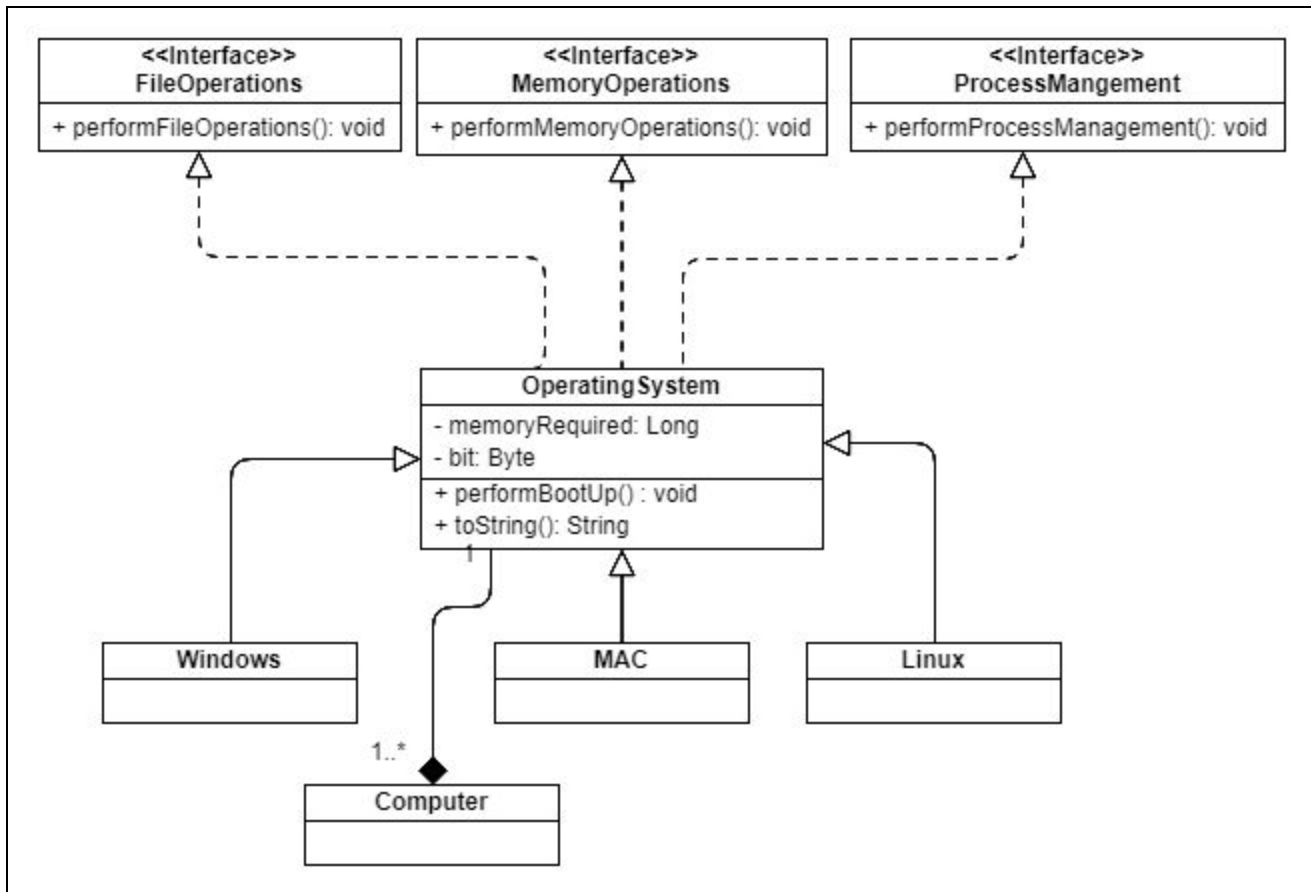 <<Interface>>
FileOperations
+ performFileOperations(): void
<<Interface>>
MemoryOperations
+ performMemoryOperations(): void
<<Interface>>
ProcessMangement
+ performProcessManagement(): void
OperatingSystem
- memoryRequired: Long
- bit: Byte
+ performBootUp() : void
+ toString(): String
1
Windows
MAC
Linux
1..*
Computer